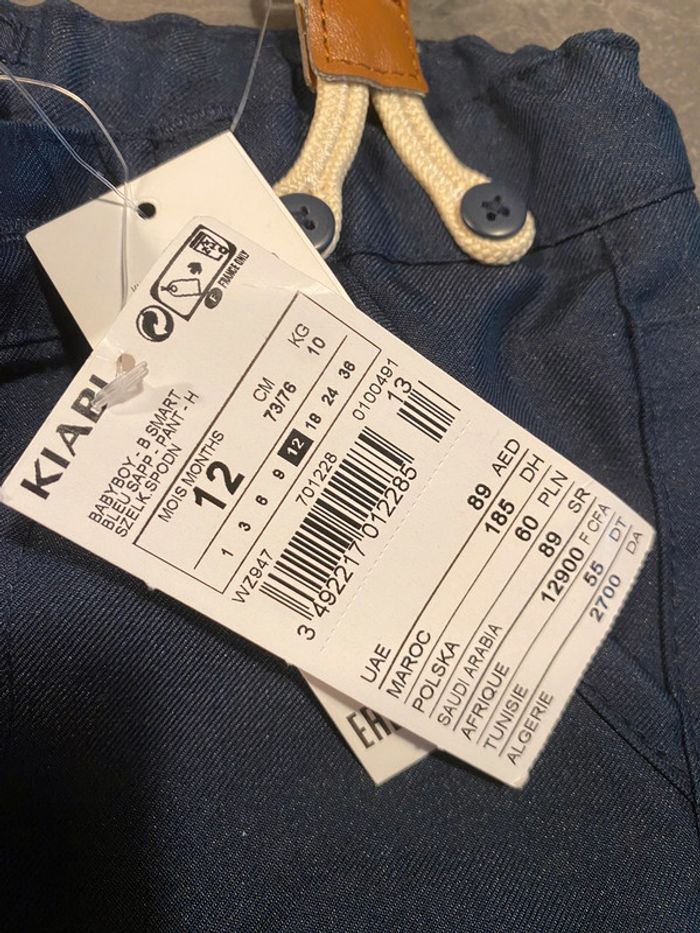 FRANCE ONLY
KIABI
BABYBOY - B.SMART
BLEU SAPP - PANT - H
SZELK.SPODN
MOIS MONTHS
12
CM
73/76
KG
10
1 3 6 9 12 18 24 36
WZ947 701228 0100491
3 492217 012285 13
UAE 89 AED
MAROC 185 DH
POLSKA 60 PLN
SAUDI ARABIA 89 SR
AFRIQUE 12900 F CFA
TUNISIE 55 DT
ALGERIE 2700 DA